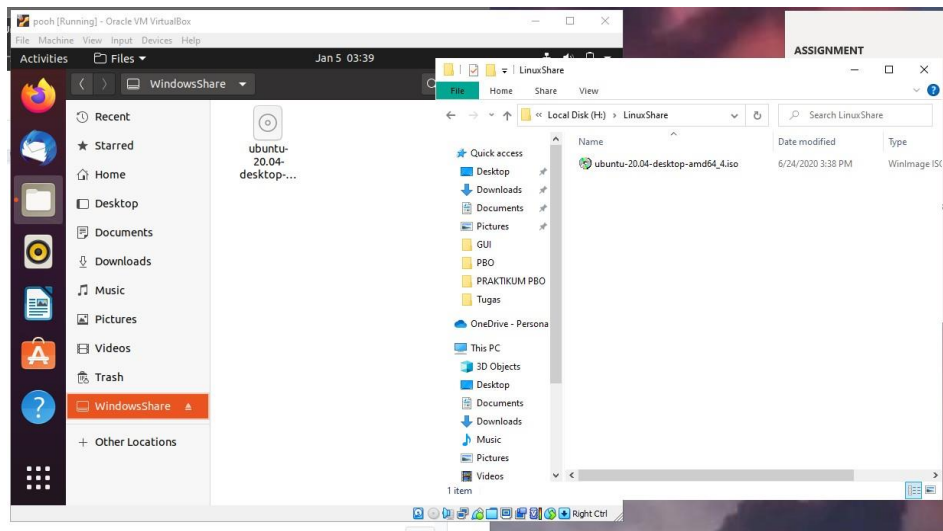 pooh [Running] - Oracle VM VirtualBox
File Machine View Input Devices Help
Activities Files Jan 5 03:39
WindowsShare
Recent
Starred
Home
Desktop
Documents
Downloads
Music
Pictures
Videos
Trash
WindowsShare
Other Locations
ubuntu-
20.04-
desktop-...
ASSIGNMENT
LinuxShare
File Home Share View
« Local Disk (H:) > LinuxShare
Search LinuxShare
Name Date modified Type
ubuntu-20.04-desktop-amd64_4.iso 6/24/2020 3:38 PM WinImage ISO
Quick access
Desktop
Downloads
Documents
Pictures
GUI
PBO
PRAKTIKUM PBO
Tugas
OneDrive - Persona
This PC
3D Objects
Desktop
Documents
Downloads
Music
Pictures
Videos
1 item
Right Ctrl